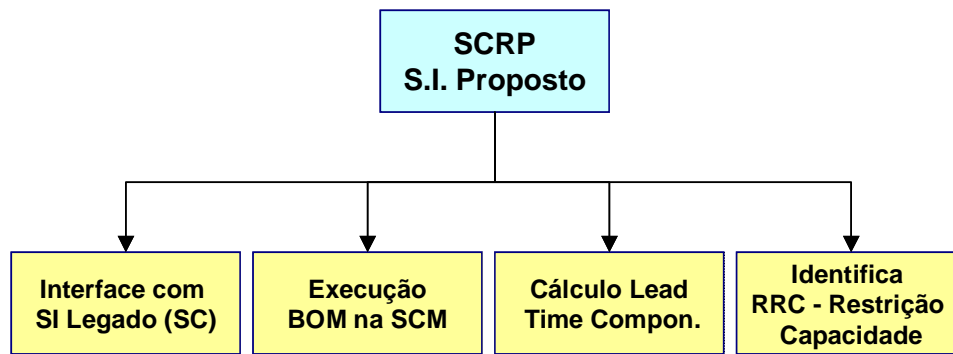 SCRP
S.I. Proposto
Interface com
SI Legado (SC)
Execução
BOM na SCM
Cálculo Lead
Time Compon.
Identifica
RRC - Restrição
Capacidade